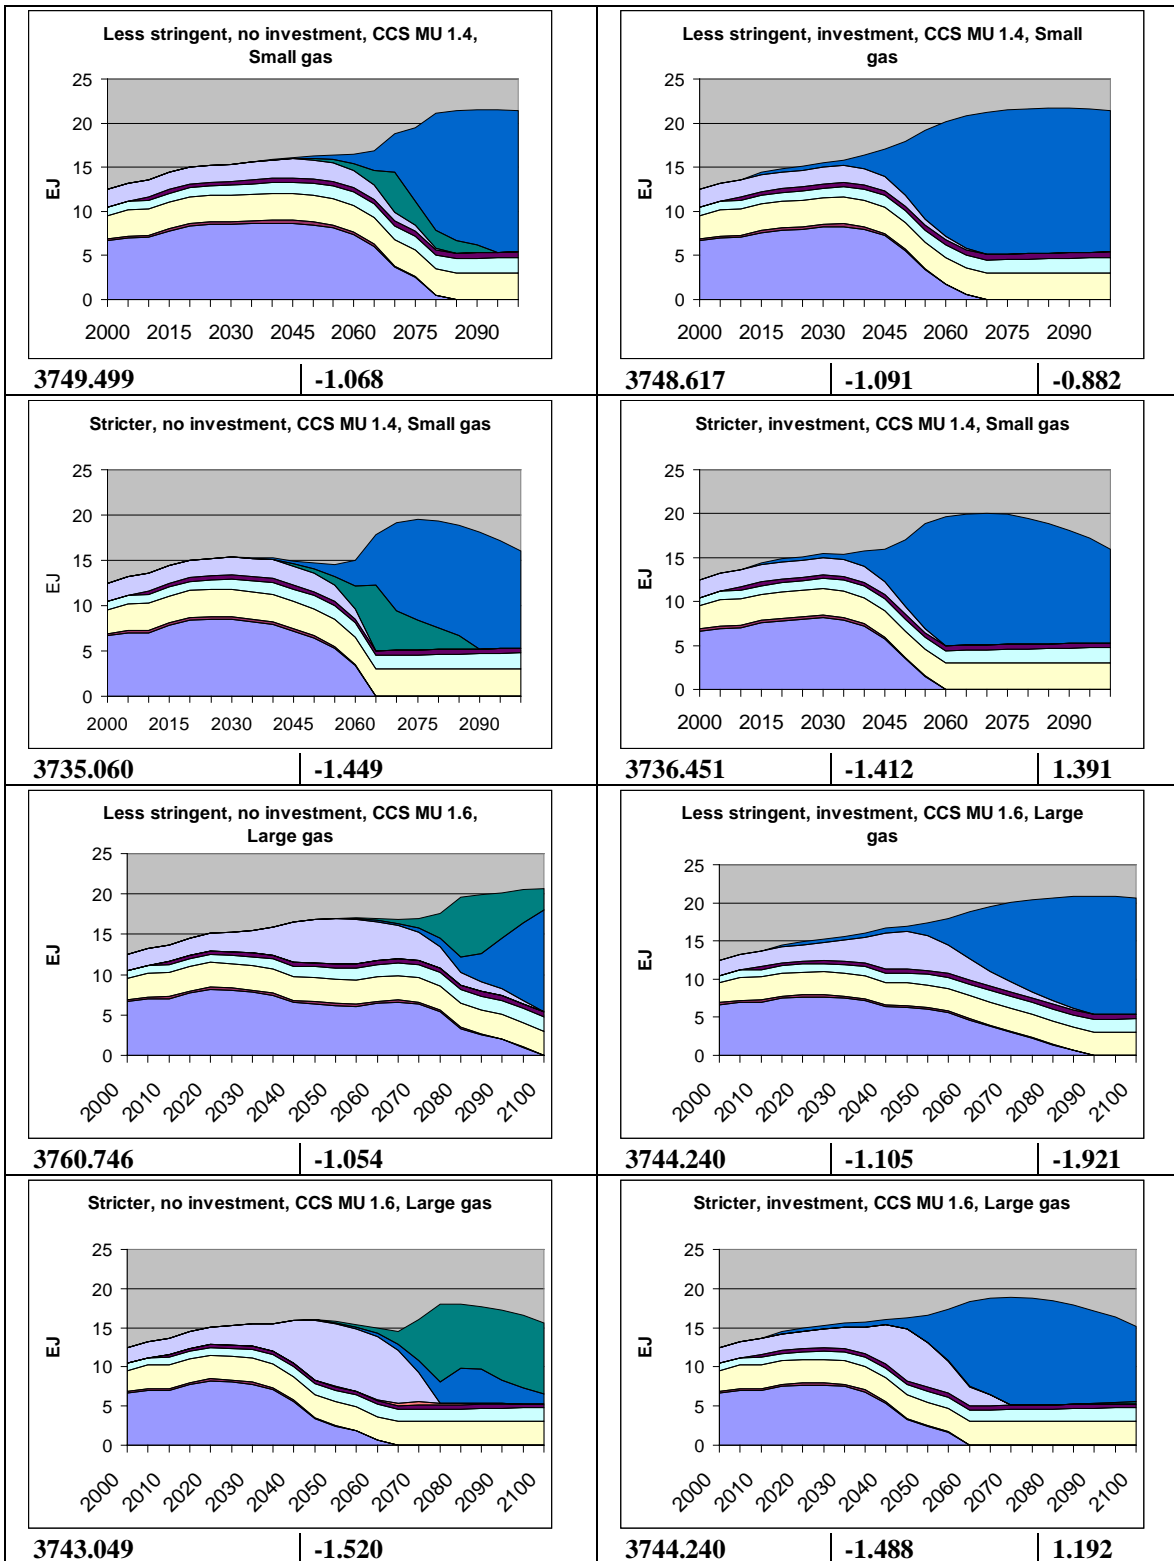 Less stringent, no investment, CCS MU 1.4,
Small gas
25
20
15
10
5
0
EJ
2000 2015 2030 2045 2060 2075 2090
3749.499 -1.068
Less stringent, investment, CCS MU 1.4, Small
gas
25
20
15
10
5
0
EJ
2000 2015 2030 2045 2060 2075 2090
3748.617 -1.091 -0.882
Stricter, no investment, CCS MU 1.4, Small gas
25
20
15
10
5
0
EJ
2000 2015 2030 2045 2060 2075 2090
3735.060 -1.449
Stricter, investment, CCS MU 1.4, Small gas
25
20
15
10
5
0
EJ
2000 2015 2030 2045 2060 2075 2090
3736.451 -1.412 1.391
Less stringent, no investment, CCS MU 1.6,
Large gas
25
20
15
10
5
0
EJ
2000 2010 2020 2030 2040 2050 2060 2070 2080 2090 2100
3760.746 -1.054
Less stringent, investment, CCS MU 1.6, Large
gas
25
20
15
10
5
0
EJ
2000 2010 2020 2030 2040 2050 2060 2070 2080 2090 2100
3744.240 -1.105 -1.921
Stricter, no investment, CCS MU 1.6, Large gas
25
20
15
10
5
0
EJ
2000 2010 2020 2030 2040 2050 2060 2070 2080 2090 2100
3743.049 -1.520
Stricter, investment, CCS MU 1.6, Large gas
25
20
15
10
5
0
EJ
2000 2010 2020 2030 2040 2050 2060 2070 2080 2090 2100
3744.240 -1.488 1.192